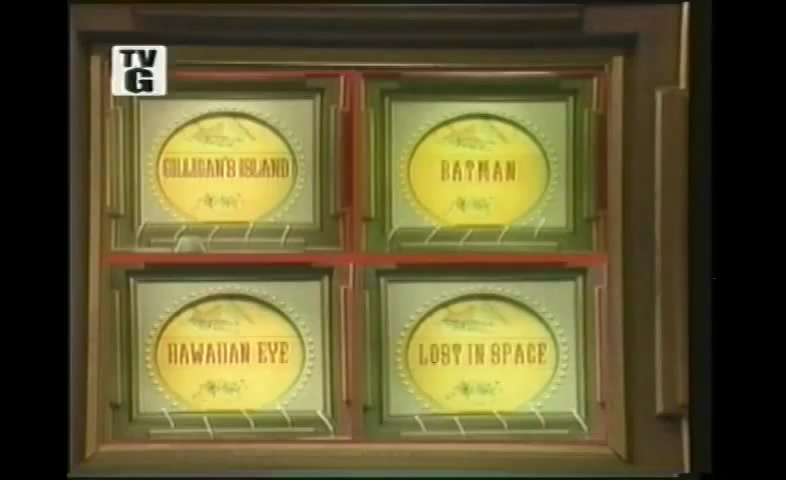 TV
G
GILLIGAN'S ISLAND
BATMAN
HAWAIIAN EYE
LOST IN SPACE